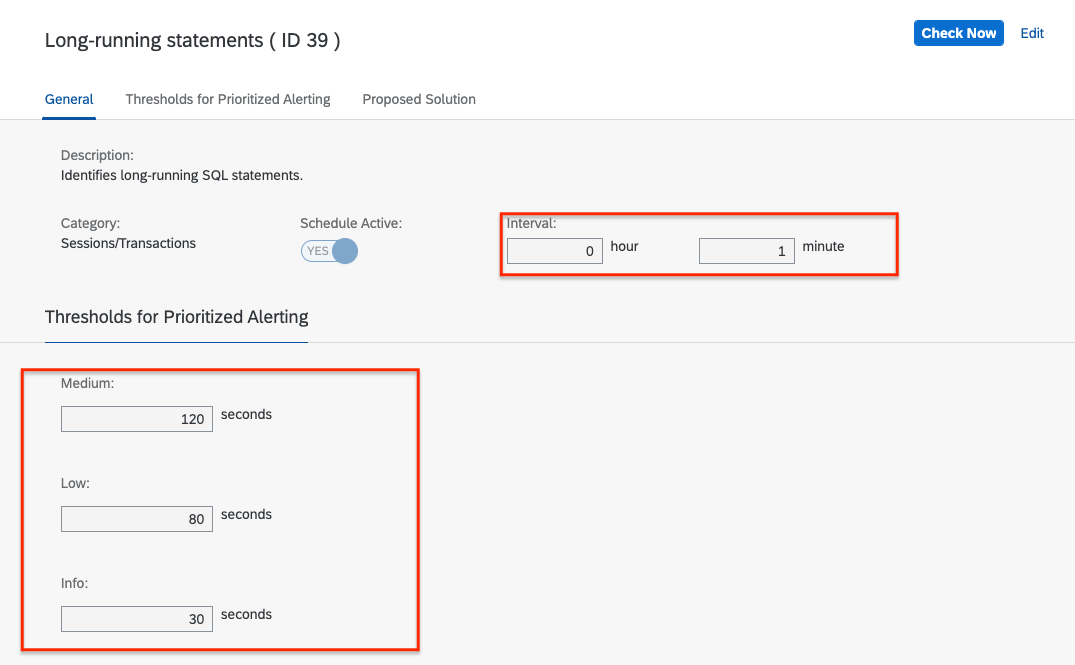 Long-running statements ( ID 39 )
Check Now
Edit
General
Thresholds for Prioritized Alerting
Proposed Solution
Description:
Identifies long-running SQL statements.
Category:
Schedule Active:
Interval:
Sessions/Transactions
YES
0 hour
1 minute
Thresholds for Prioritized Alerting
Medium:
120 seconds
Low:
80 seconds
Info:
30 seconds